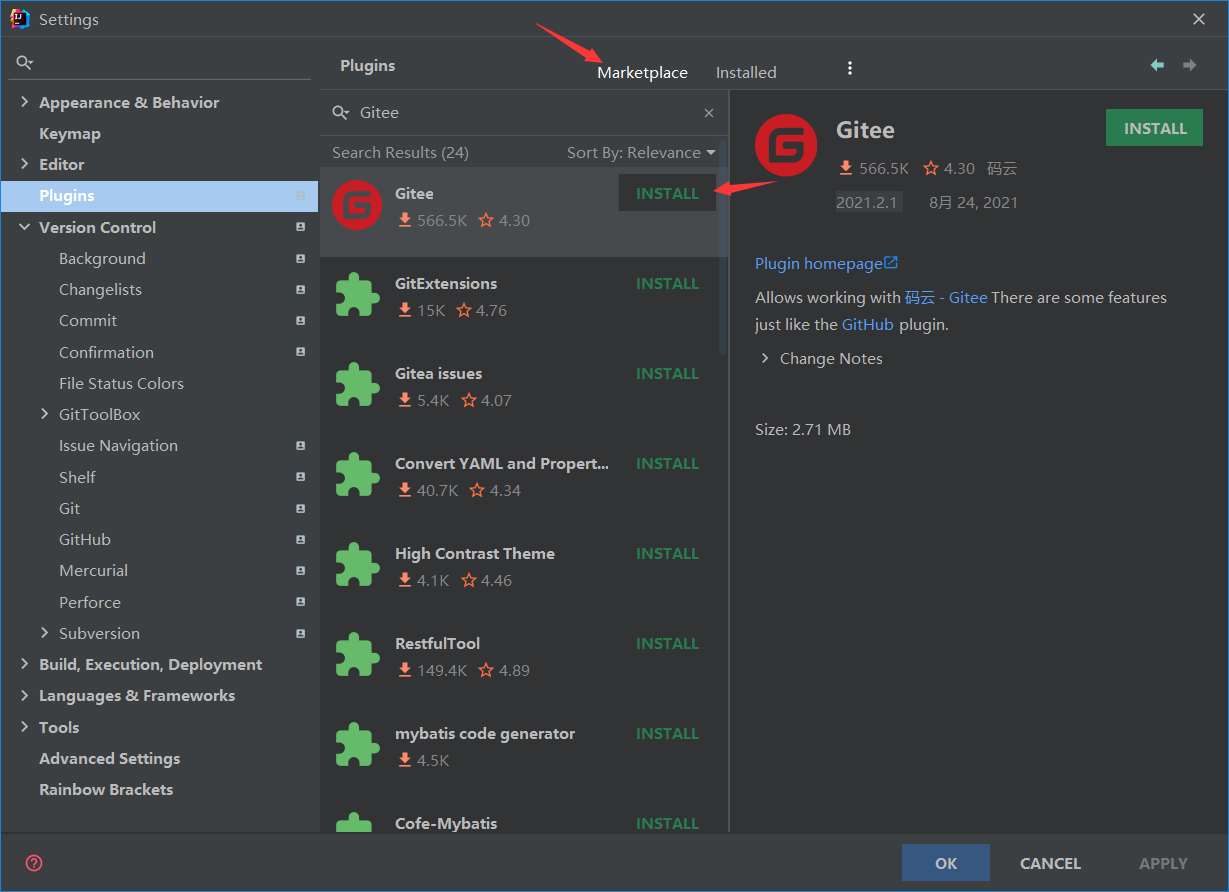 Settings
Appearance & Behavior
Keymap
Editor
Plugins
Version Control
Background
Changelists
Commit
Confirmation
File Status Colors
GitToolBox
Issue Navigation
Shelf
Git
GitHub
Mercurial
Perforce
Subversion
Build, Execution, Deployment
Languages & Frameworks
Tools
Advanced Settings
Rainbow Brackets
Plugins
Marketplace
Installed
Gitee
Search Results (24)
Sort By: Relevance
Gitee
INSTALL
566.5K 4.30
GitExtensions
INSTALL
15K 4.76
Gitea issues
INSTALL
5.4K 4.07
Convert YAML and Propert...
INSTALL
40.7K 4.34
High Contrast Theme
INSTALL
4.1K 4.46
RestfulTool
INSTALL
149.4K 4.89
mybatis code generator
INSTALL
4.5K
Cofe-Mybatis
INSTALL
Gitee
INSTALL
566.5K 4.30 码云
2021.2.1 8月 24, 2021
Plugin homepage
Allows working with 码云 - Gitee There are some features
just like the GitHub plugin.
Change Notes
Size: 2.71 MB
OK
CANCEL
APPLY